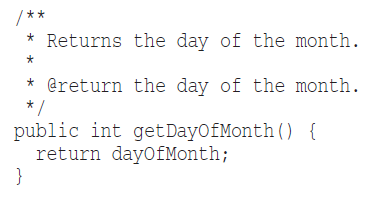 /**
 * Returns the day of the month.
 *
 * @return the day of the month.
 */
public int getDayOfMonth() {
  return dayOfMonth;
}